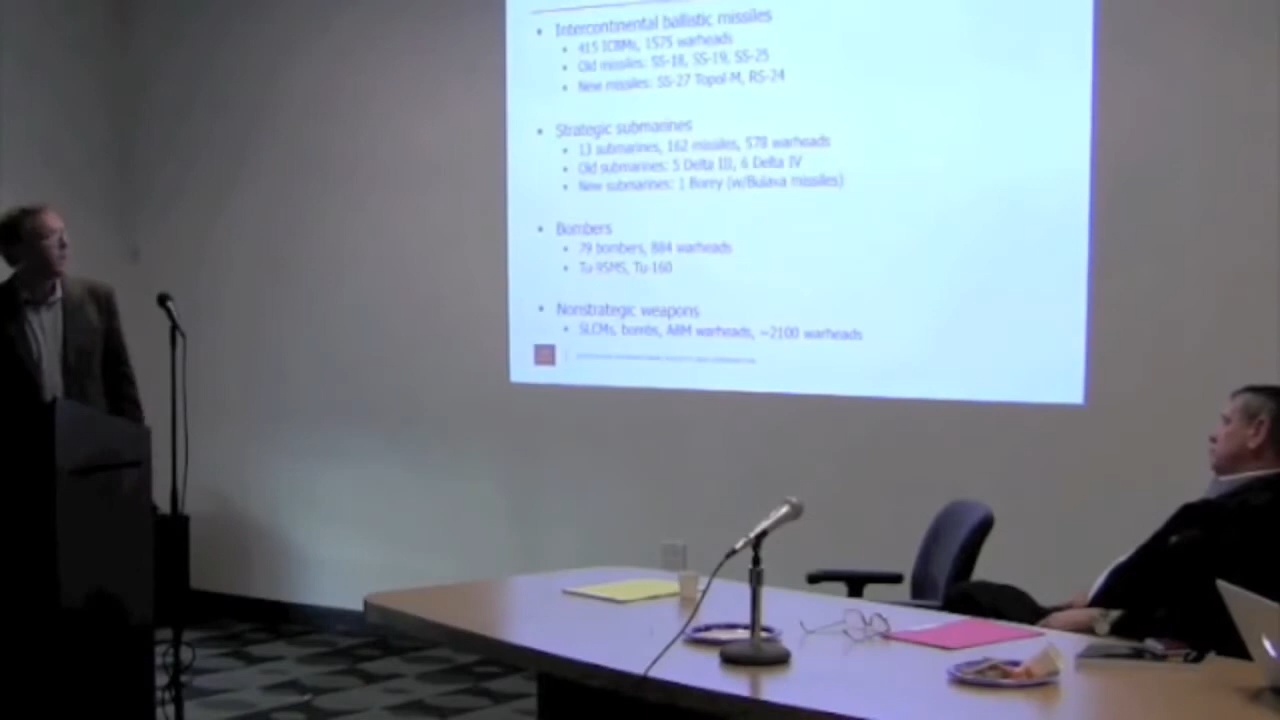 • Intercontinental ballistic missiles
• 415 ICBMs, 1575 warheads
• Old missiles: SS-18, SS-19, SS-25
• New missiles: SS-27 Topol-M, RS-24
• Strategic submarines
• 13 submarines, 162 missiles, 578 warheads
• Old submarines: 5 Delta III, 6 Delta IV
• New submarines: 1 Borey (w/Bulava missiles)
• Bombers
• 79 bombers, 884 warheads
• Tu-95MS, Tu-160
• Nonstrategic weapons
• SLCMs, bombs, ABM warheads, ~2100 warheads